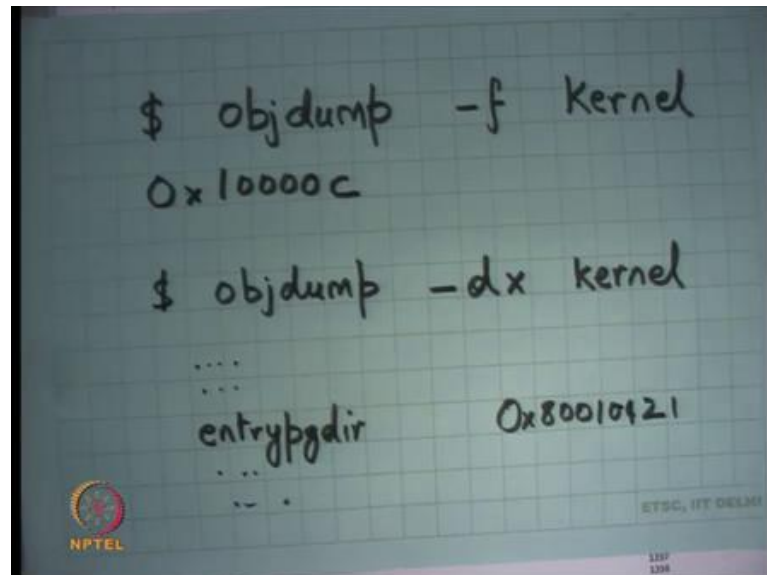 $ objdump -f Kernel
0x10000c
$ objdump -dx kernel
....
...
entrypgdir 0x80010421
....
...
NPTEL
ETSC, IIT DELHI